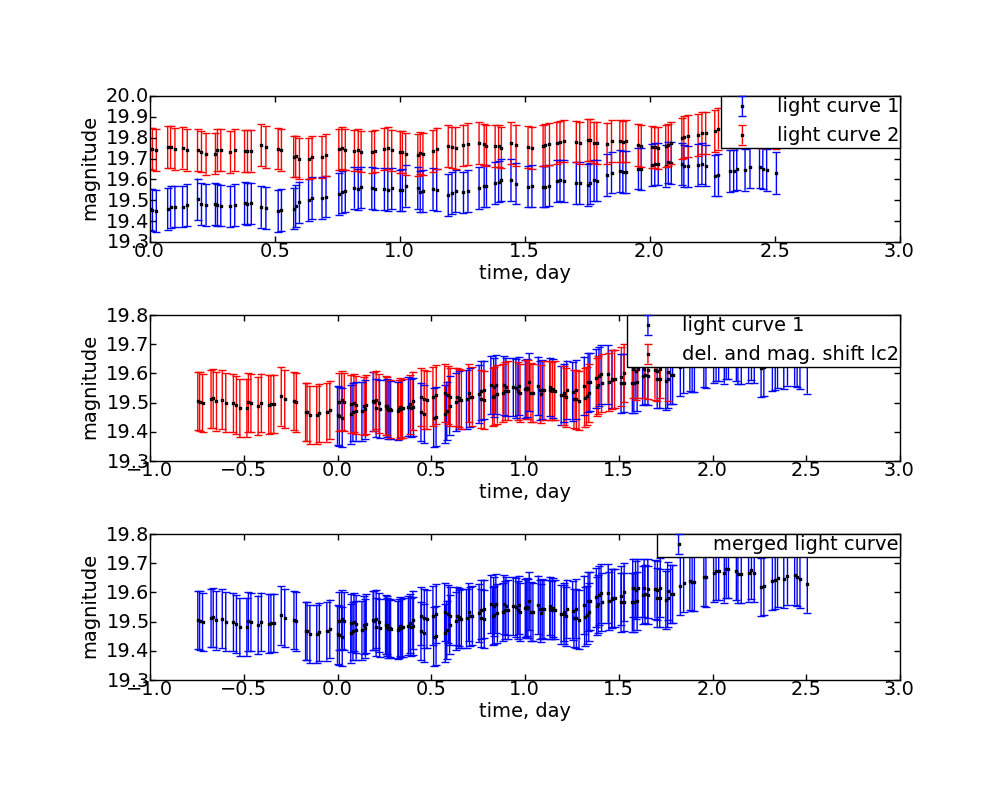 20.0
19.9
19.8
19.7
19.6
19.5
19.4
19.3
magnitude
light curve 1
light curve 2
0.0 0.5 1.0 1.5 2.0 2.5 3.0
time, day
19.8
19.7
19.6
19.5
19.4
19.3
magnitude
light curve 1
del. and mag. shift lc2
−1.0 −0.5 0.0 0.5 1.0 1.5 2.0 2.5 3.0
time, day
19.8
19.7
19.6
19.5
19.4
19.3
magnitude
merged light curve
−1.0 −0.5 0.0 0.5 1.0 1.5 2.0 2.5 3.0
time, day